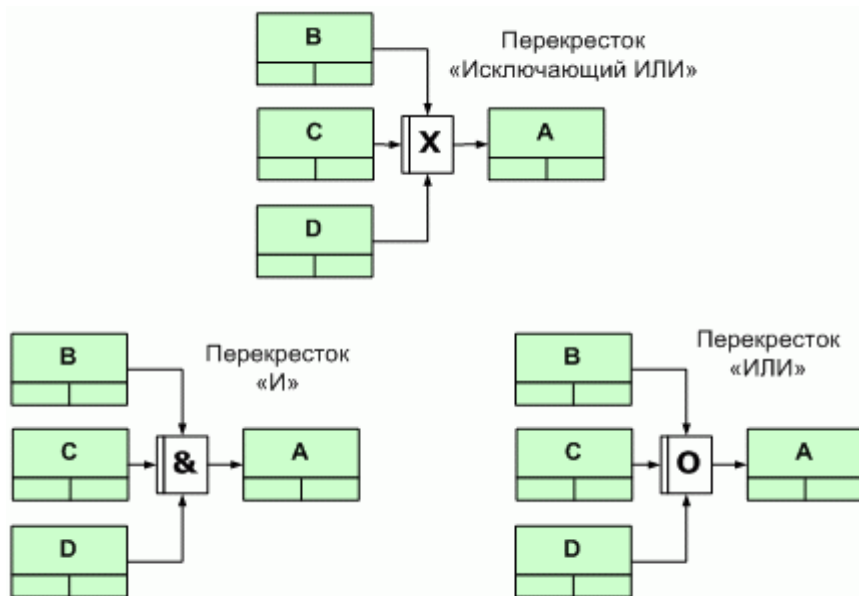 B
Перекресток
«Исключающий ИЛИ»
C
X
A
D
B
Перекресток
«И»
C
&
A
D
B
Перекресток
«ИЛИ»
C
O
A
D